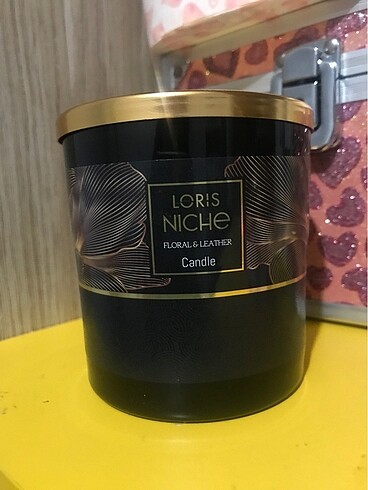 LORIS
NICHE
FLORAL & LEATHER
Candle